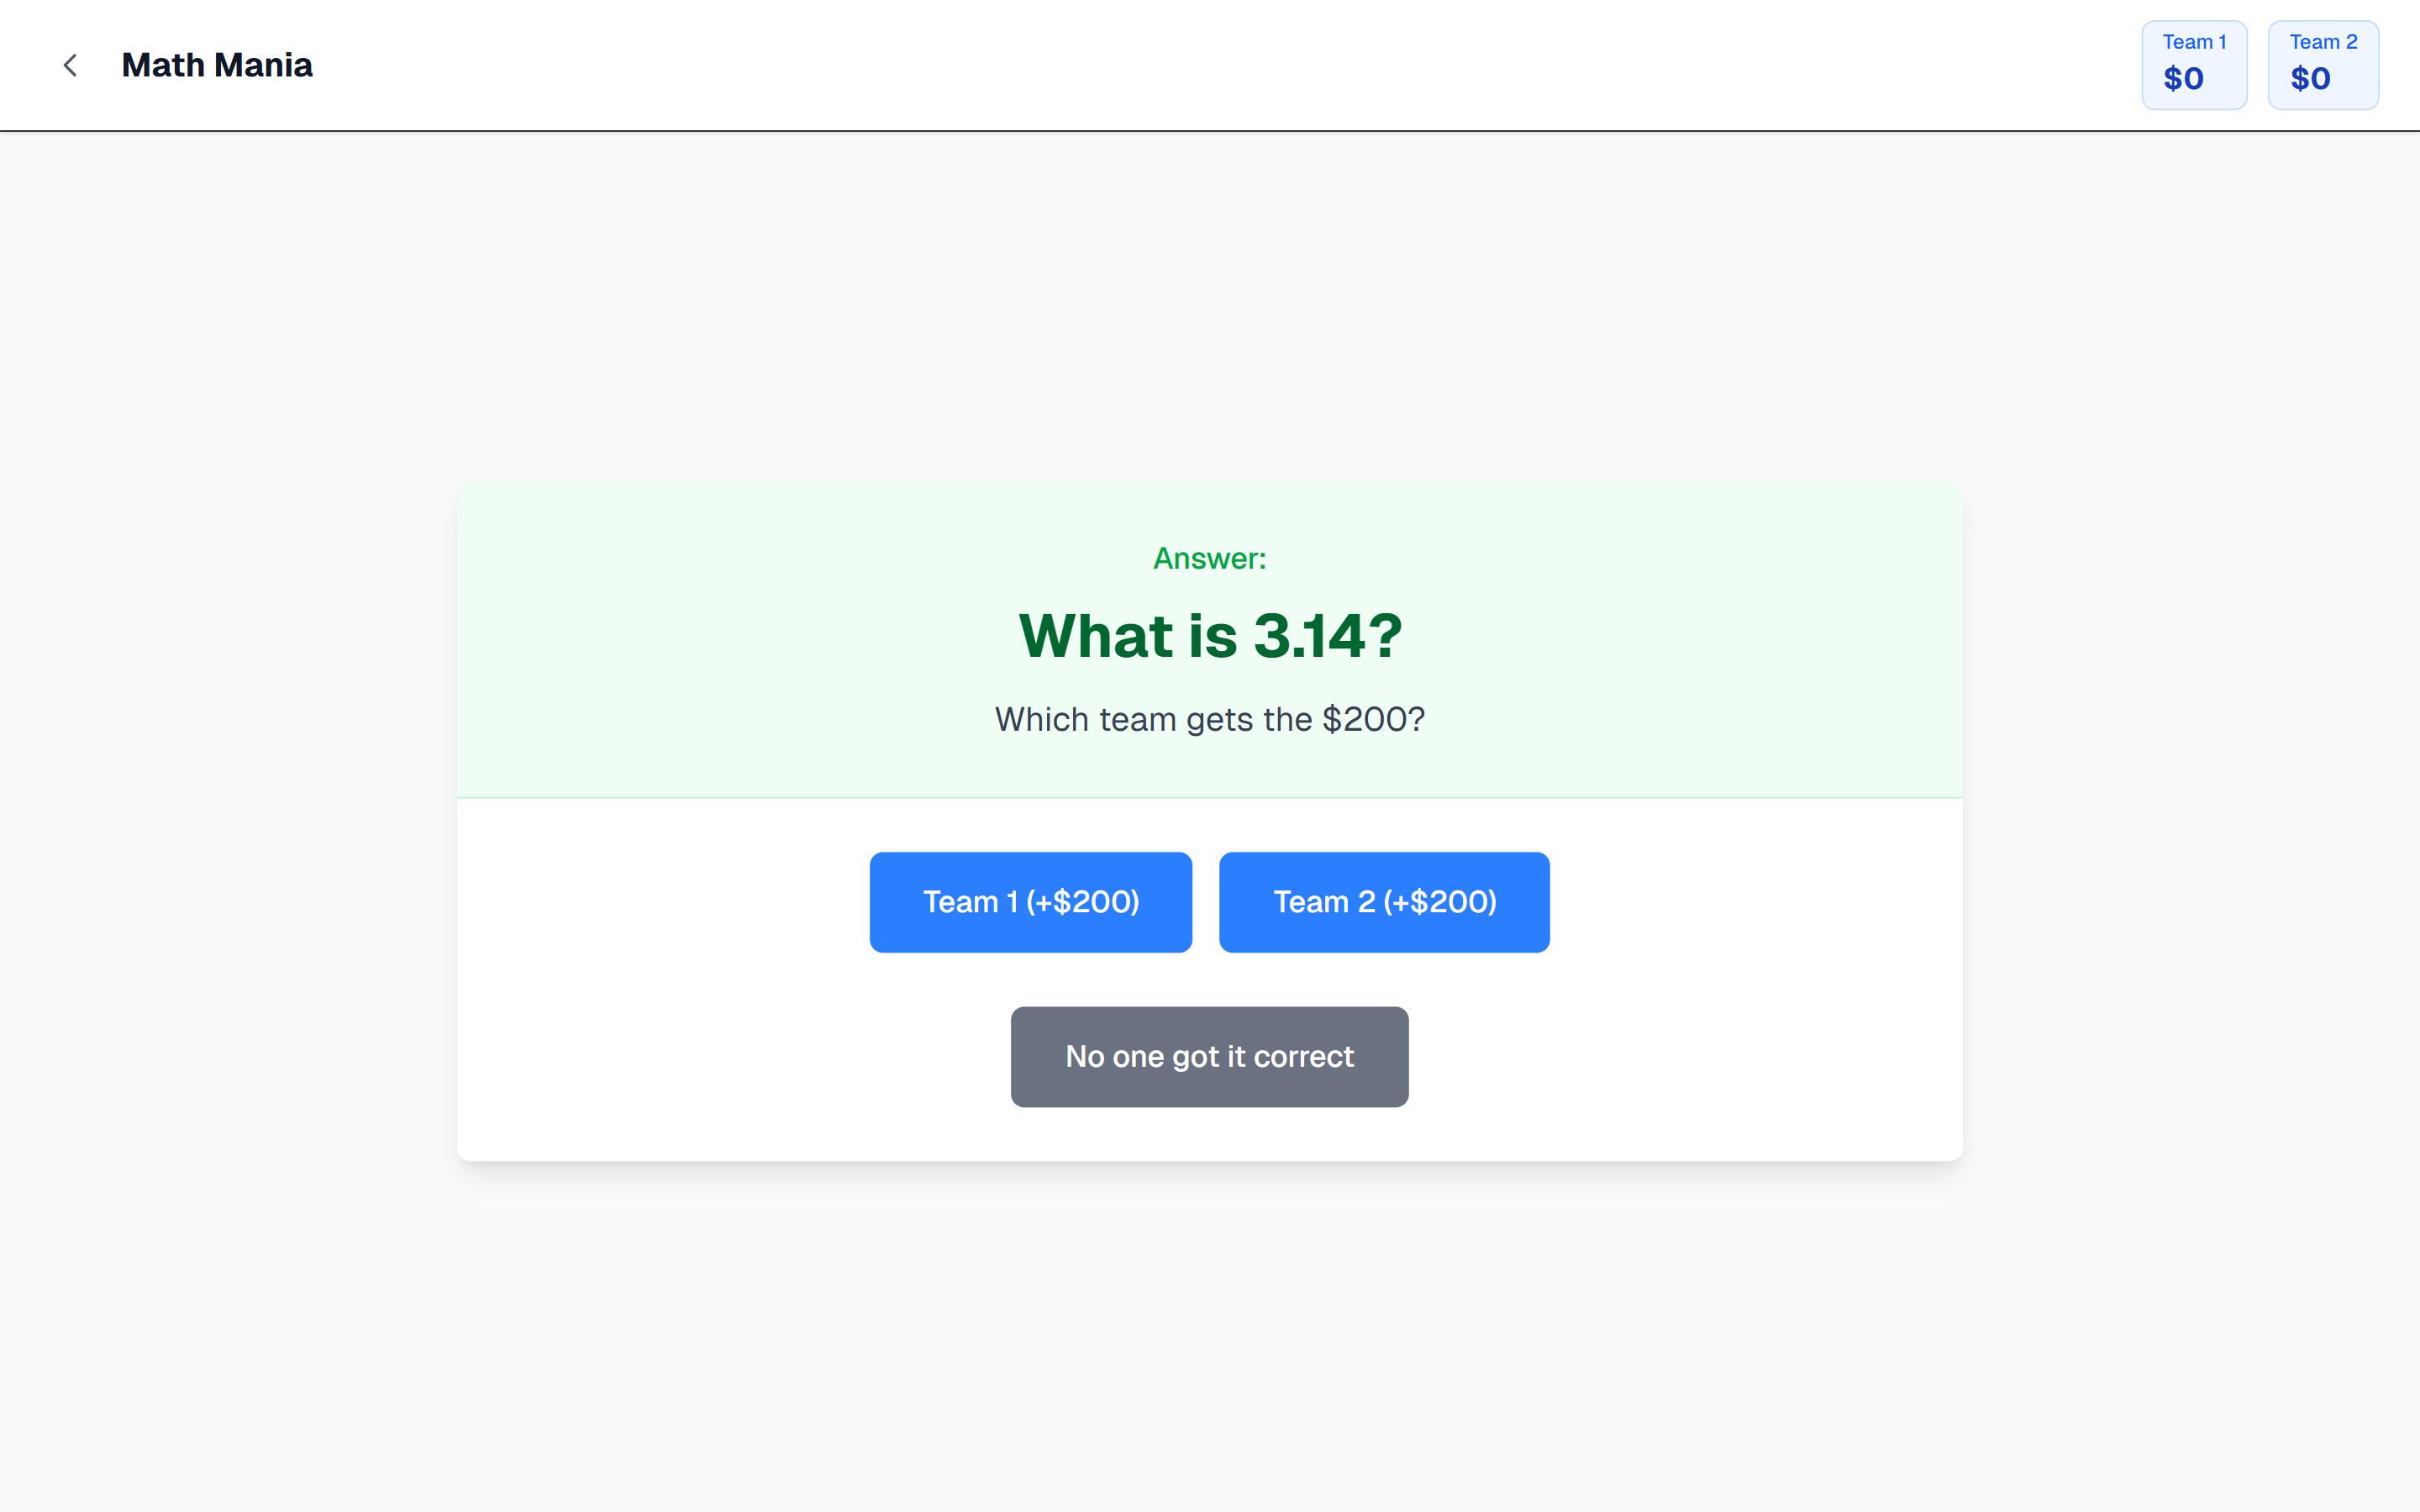 Math Mania
Team 1
$0
Team 2
$0
Answer:
What is 3.14?
Which team gets the $200?
Team 1 (+$200)
Team 2 (+$200)
No one got it correct